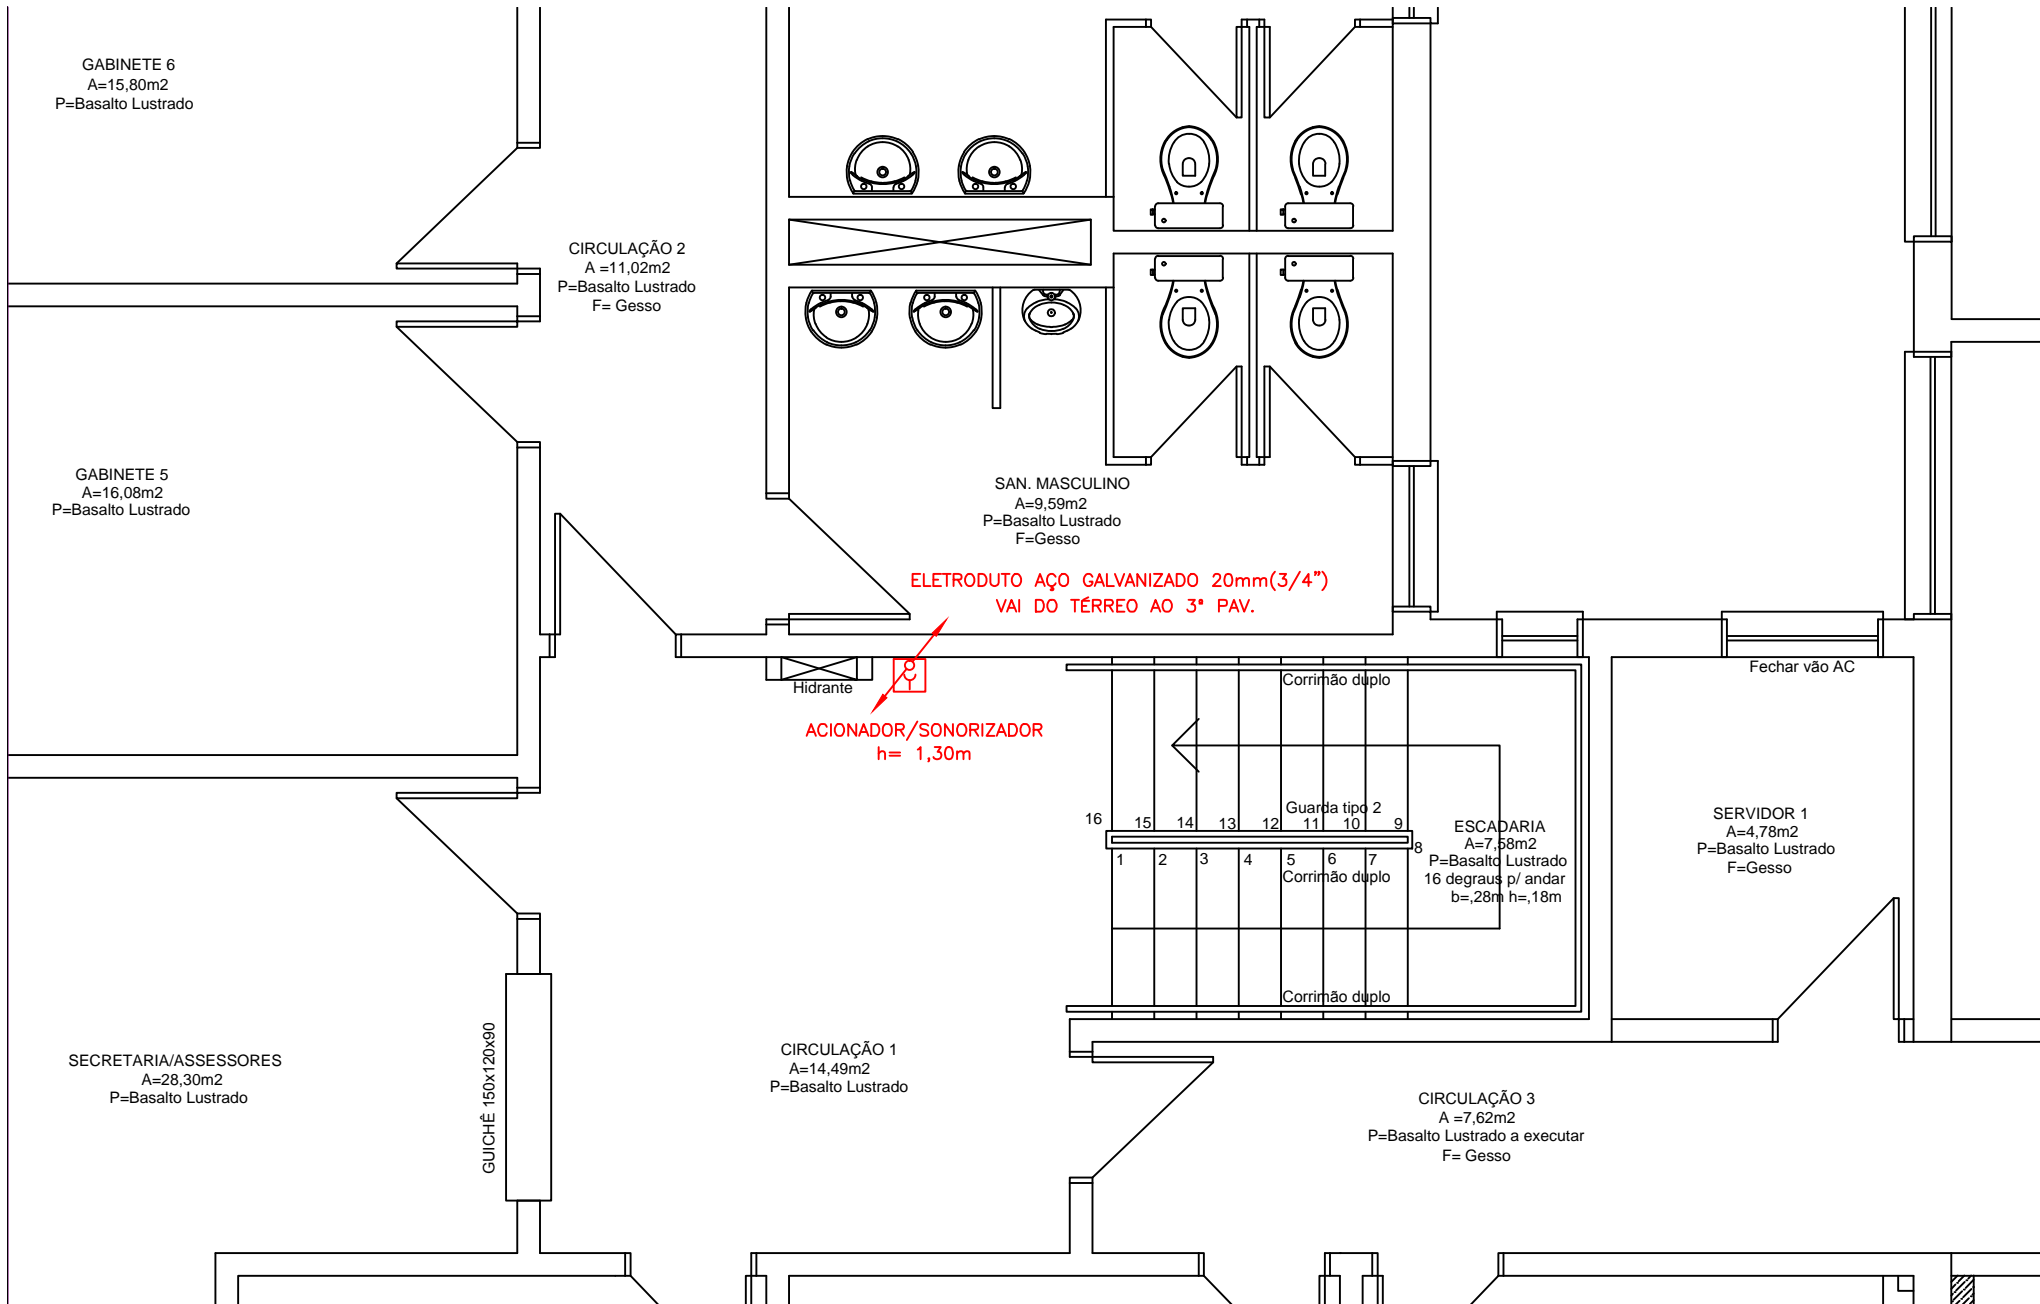 GABINETE 6
A=15,80m2
P=Basalto Lustrado
CIRCULAÇÃO 2
A =11,02m2
P=Basalto Lustrado
F= Gesso
GABINETE 5
A=16,08m2
P=Basalto Lustrado
SAN. MASCULINO
A=9,59m2
P=Basalto Lustrado
F=Gesso
ELETRODUTO AÇO GALVANIZADO 20mm(3/4")
VAI DO TÉRREO AO 3° PAV.
Hidrante
ACIONADOR/SONORIZADOR
h= 1,30m
Corrimão duplo
Fechar vão AC
Guarda tipo 2
16 15 14 13 12 11 10 9
8
1 2 3 4 5 6 7
Corrimão duplo
ESCADARIA
A=7,58m2
P=Basalto Lustrado
16 degraus p/ andar
b=,28m h=,18m
SERVIDOR 1
A=4,78m2
P=Basalto Lustrado
F=Gesso
Corrimão duplo
SECRETARIA/ASSESSORES
A=28,30m2
P=Basalto Lustrado
GUICHÊ 150x120x90
CIRCULAÇÃO 1
A=14,49m2
P=Basalto Lustrado
CIRCULAÇÃO 3
A =7,62m2
P=Basalto Lustrado a executar
F= Gesso